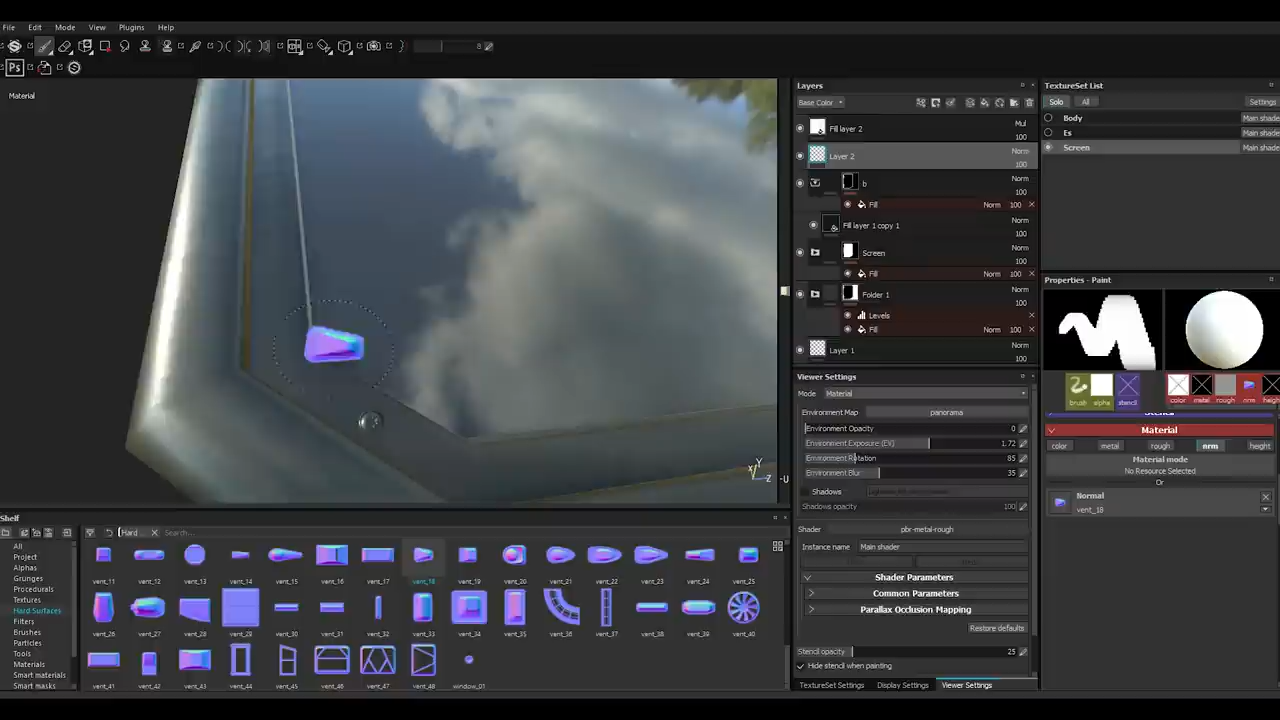 File Edit Mode View Plugins Help
8
Ps
Material
Y
X
Z
-U
Layers
Base Color
Fill layer 2 Mul 100
Layer 2 Norm 100
b Norm 100
Fill Norm 100
Fill layer 1 copy 1 Norm 100
Screen Norm 100
Fill Norm 100
Folder 1 Norm 100
Levels
Fill Norm 100
Layer 1 Norm 100
Viewer Settings
Mode Material
Environment Map panorama
Environment Opacity 0
Environment Exposure (EV) 1.72
Environment Rotation 85
Environment Blur 35
Shadows
Shadows opacity 100
Shader pbr-metal-rough
Instance name Main shader
Shader Parameters
Common Parameters
Parallax Occlusion Mapping
Restore defaults
Stencil opacity 25
Hide stencil when painting
TextureSet Settings Display Settings Viewer Settings
TextureSet List
Solo All Settings
Body Main shade
Es Main shade
Screen Main shade
Properties - Paint
brush alpha stencil color metal rough nrm height
Material
color metal rough nrm height
Material mode
No Resource Selected
Or
Normal
vent_18
Shelf
Hard ... Search...
All
Project
Alphas
Grunges
Procedurals
Textures
Hard Surfaces
Filters
Brushes
Particles
Tools
Materials
Smart materials
Smart masks
vent_11 vent_12 vent_13 vent_14 vent_15 vent_16 vent_17 vent_18 vent_19 vent_20 vent_21 vent_22 vent_23 vent_24 vent_25
vent_26 vent_27 vent_28 vent_29 vent_30 vent_31 vent_32 vent_33 vent_34 vent_35 vent_36 vent_37 vent_38 vent_39 vent_40
vent_41 vent_42 vent_43 vent_44 vent_45 vent_46 vent_47 vent_48 window_01